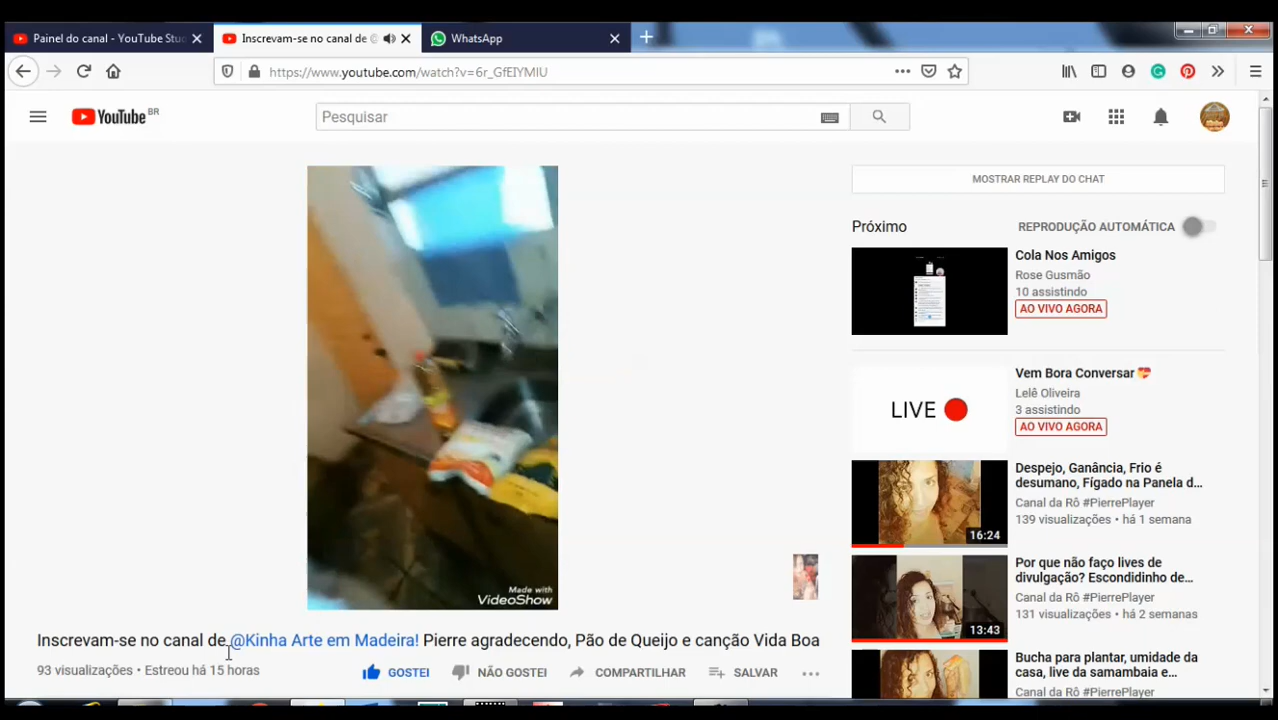 Painel do canal - YouTube Stu
Inscrevam-se no canal de @
WhatsApp
https://www.youtube.com/watch?v=6r_GfEIYMIU
YouTube BR
Pesquisar
MOSTRAR REPLAY DO CHAT
Próximo
REPRODUÇÃO AUTOMÁTICA
Cola Nos Amigos
Rose Gusmão
10 assistindo
AO VIVO AGORA
LIVE
Vem Bora Conversar💝
Lelê Oliveira
3 assistindo
AO VIVO AGORA
16:24
Despejo, Ganância, Frio é
desumano, Fígado na Panela d...
Canal da Rô #PierrePlayer
139 visualizações • há 1 semana
13:43
Por que não faço lives de
divulgação? Escondidinho de...
Canal da Rô #PierrePlayer
131 visualizações • há 2 semanas
Bucha para plantar, umidade da
casa, live da samambaia e...
Canal da Rô #PierrePlayer
Made with
VideoShow
Inscrevam-se no canal de @Kinha Arte em Madeira! Pierre agradecendo, Pão de Queijo e canção Vida Boa
93 visualizações • Estreou há 15 horas
GOSTEI
NÃO GOSTEI
COMPARTILHAR
SALVAR